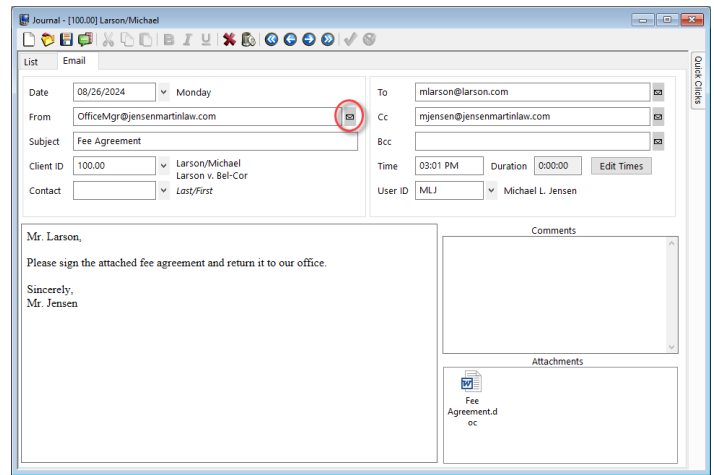 Journal - [100.00] Larson/Michael
B I U
List Email
Quick Clicks
Date 08/26/2024 Monday
To mlarson@larson.com
From OfficeMgr@jensenmartinlaw.com
Cc mjensen@jensenmartinlaw.com
Subject Fee Agreement
Bcc
Client ID 100.00 Larson/Michael
Larson v. Bel-Cor
Time 03:01 PM Duration 0:00:00 Edit Times
Contact Last/First
User ID MLJ Michael L. Jensen
Mr. Larson,
Please sign the attached fee agreement and return it to our office.
Sincerely,
Mr. Jensen
Comments
Attachments
W
Fee
Agreement.d
oc